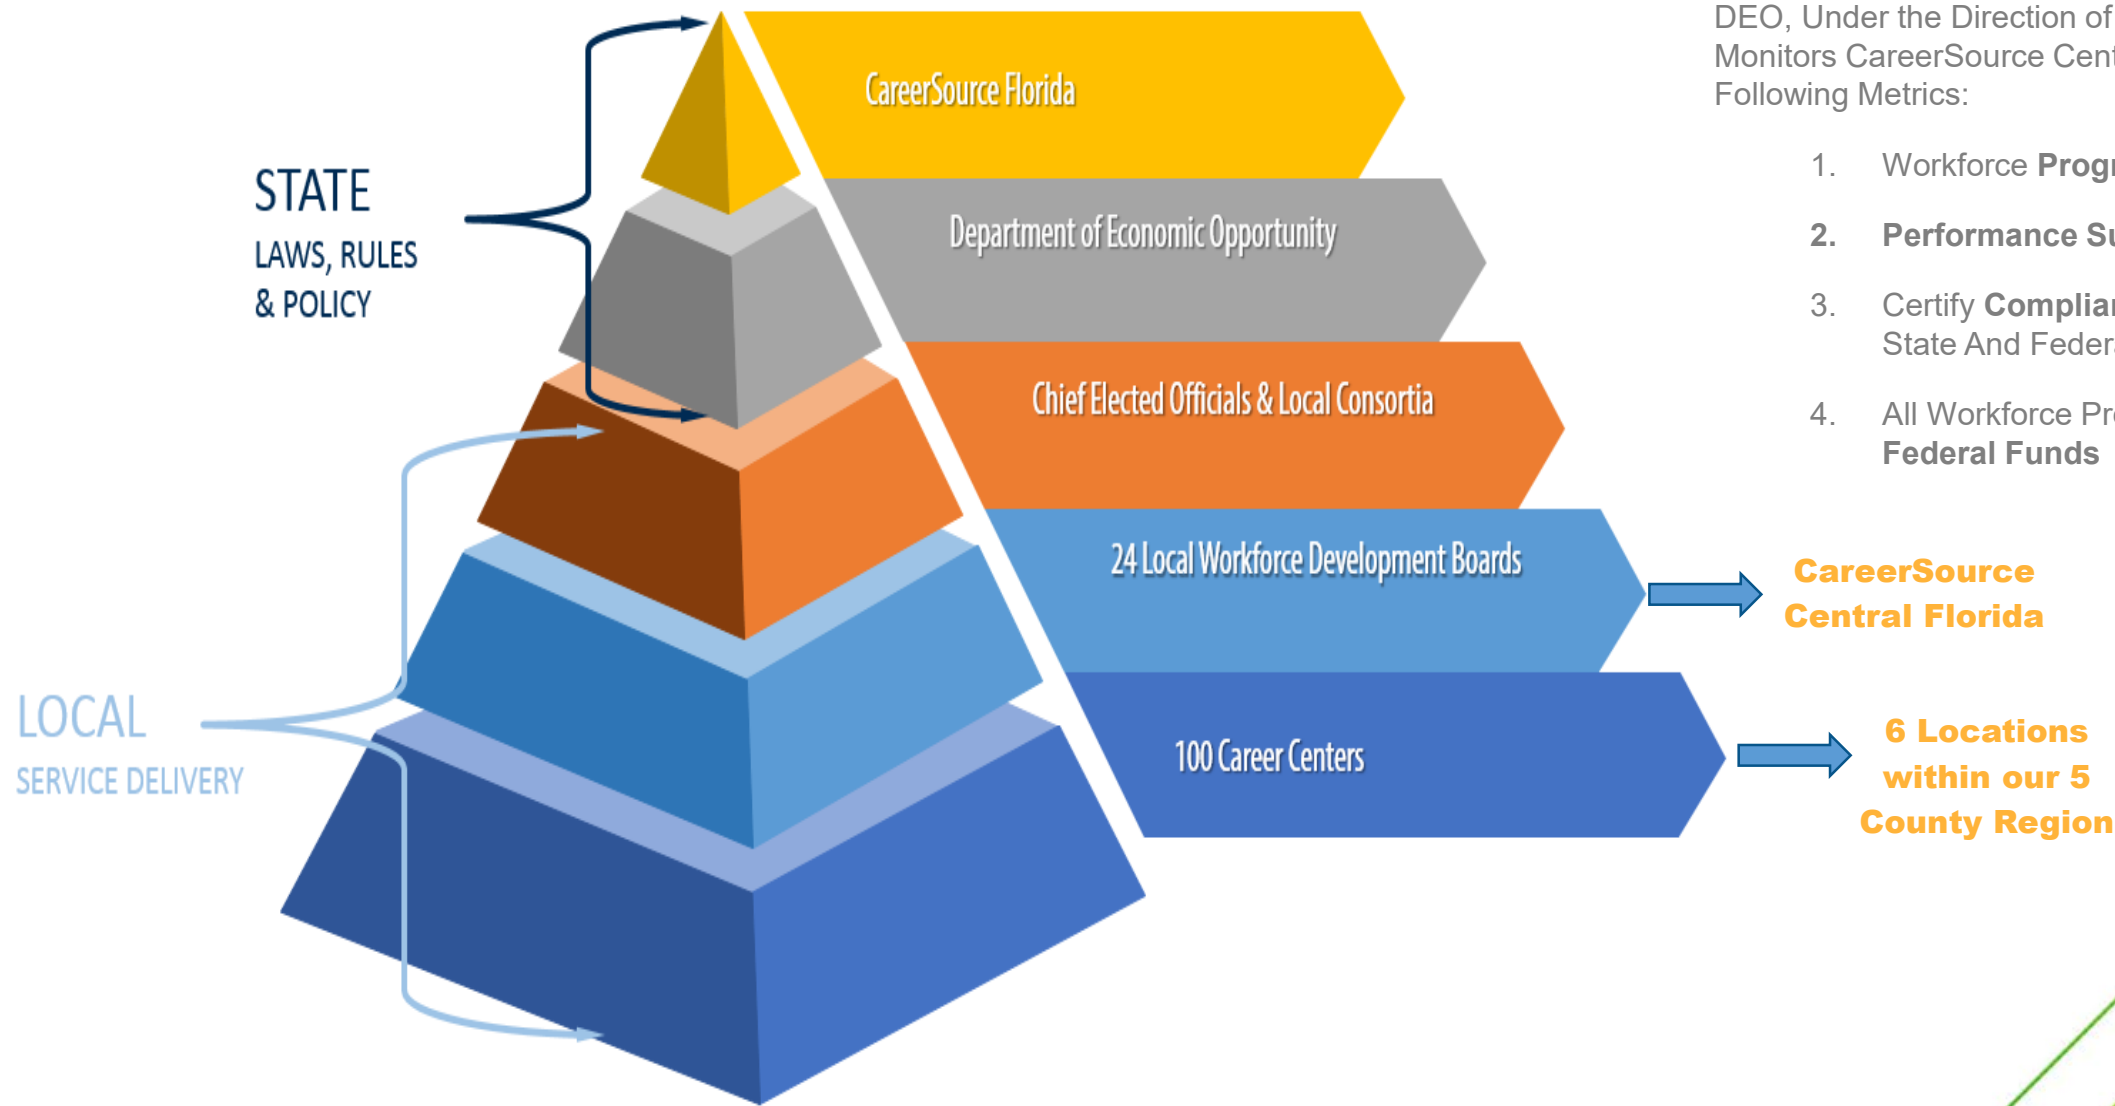 CareerSource Florida
Department of Economic Opportunity
Chief Elected Officials & Local Consortia
24 Local Workforce Development Boards
100 Career Centers
STATE
LAWS, RULES
& POLICY
LOCAL
SERVICE DELIVERY
DEO, Under the Direction of
Monitors CareerSource Cent
Following Metrics:
1. Workforce Progr
2. Performance Su
3. Certify Complian
State And Federa
4. All Workforce Pro
Federal Funds
CareerSource
Central Florida
6 Locations
within our 5
County Region